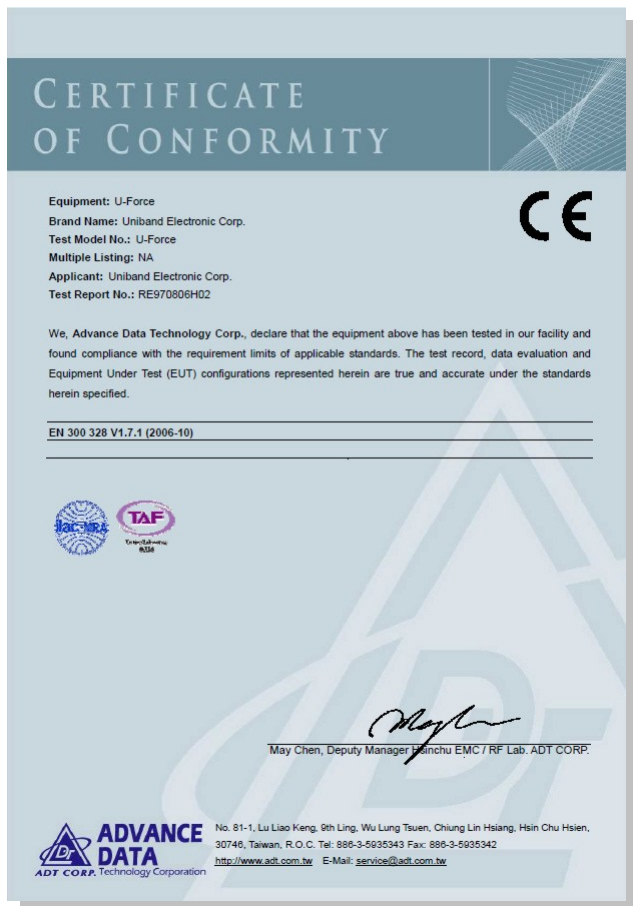 CERTIFICATE
OF CONFORMITY
CE
Equipment: U-Force
Brand Name: Uniband Electronic Corp.
Test Model No.: U-Force
Multiple Listing: NA
Applicant: Uniband Electronic Corp.
Test Report No.: RE970806H02
We, Advance Data Technology Corp., declare that the equipment above has been tested in our facility and
found compliance with the requirement limits of applicable standards. The test record, data evaluation and
Equipment Under Test (EUT) configurations represented herein are true and accurate under the standards
herein specified.
EN 300 328 V1.7.1 (2006-10)
ilac-MRA
TAF
May Chen, Deputy Manager Hsinchu EMC / RF Lab. ADT CORP.
ADT CORP.
ADVANCE
DATA
Technology Corporation
No. 81-1, Lu Liao Keng, 9th Ling, Wu Lung Tsuen, Chiung Lin Hsiang, Hsin Chu Hsien,
30746, Taiwan, R.O.C. Tel: 886-3-5935343 Fax: 886-3-5935342
http://www.adt.com.tw E-Mail: service@adt.com.tw